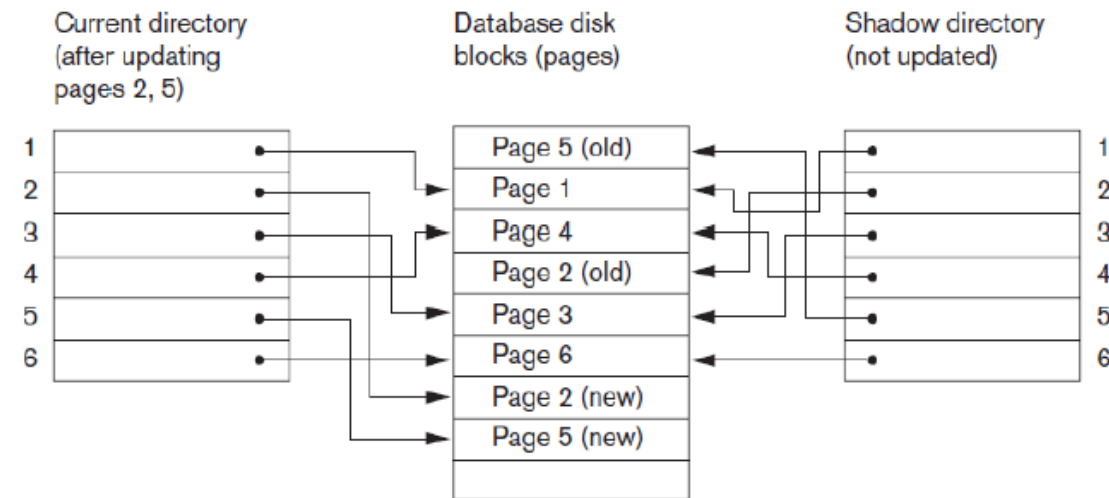 Current directory
(after updating
pages 2, 5)
Database disk
blocks (pages)
Shadow directory
(not updated)
1
2
3
4
5
6
Page 5 (old)
Page 1
Page 4
Page 2 (old)
Page 3
Page 6
Page 2 (new)
Page 5 (new)
1
2
3
4
5
6